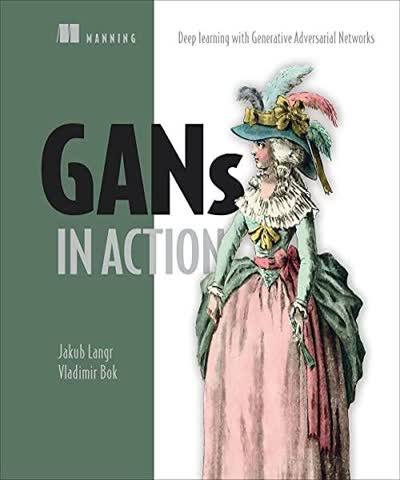 MANNING
Deep learning with Generative Adversarial Networks
GANs
IN ACTION
Jakub Langr
Vladimir Bok